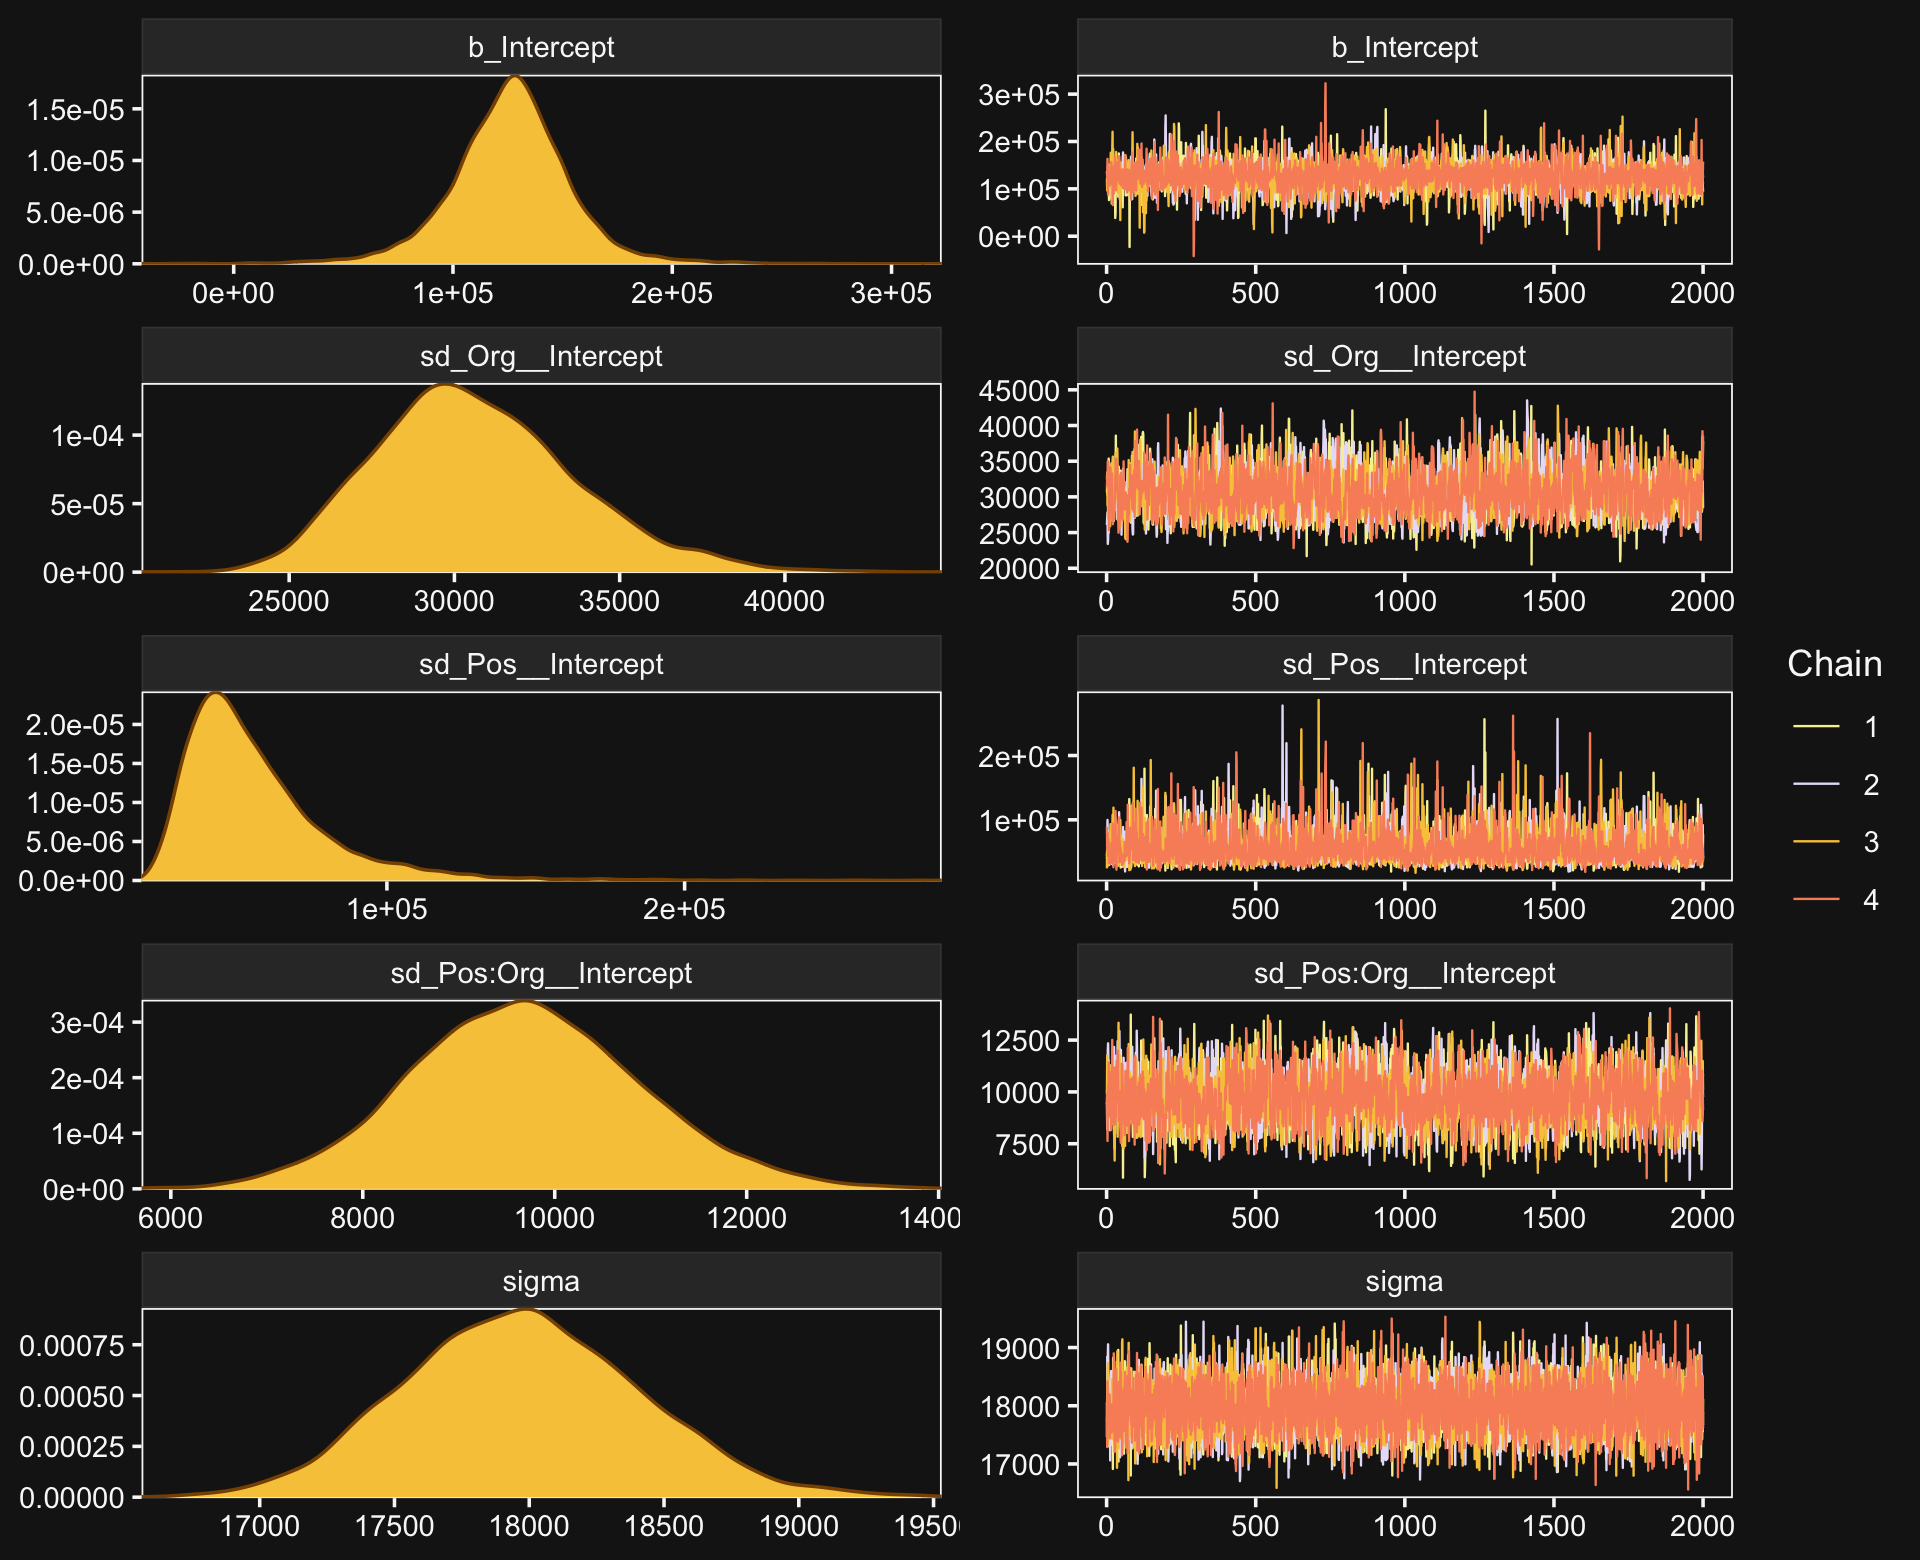 b_Intercept
1.5e-05
1.0e-05
5.0e-06
0.0e+00
0e+00 1e+05 2e+05 3e+05
b_Intercept
3e+05
2e+05
1e+05
0e+00
0 500 1000 1500 2000
sd_Org__Intercept
1e-04
5e-05
0e+00
25000 30000 35000 40000
sd_Org__Intercept
45000
40000
35000
30000
25000
20000
0 500 1000 1500 2000
sd_Pos__Intercept
2.0e-05
1.5e-05
1.0e-05
5.0e-06
0.0e+00
1e+05 2e+05
sd_Pos__Intercept
2e+05
1e+05
0 500 1000 1500 2000
sd_Pos:Org__Intercept
3e-04
2e-04
1e-04
0e+00
6000 8000 10000 12000 1400
sd_Pos:Org__Intercept
12500
10000
7500
0 500 1000 1500 2000
sigma
0.00075
0.00050
0.00025
0.00000
17000 17500 18000 18500 19000 1950
sigma
19000
18000
17000
0 500 1000 1500 2000
Chain
1
2
3
4